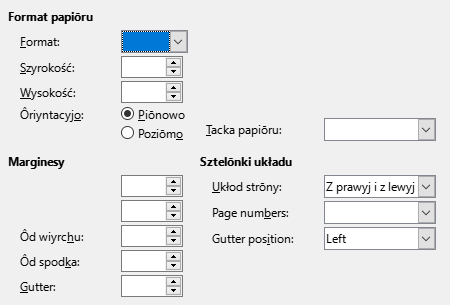 Format papiōru
Format:
Szyrokość:
Wysokość:
Ôriyntacyjo:
Piōnowo
Poziōmo
Tacka papiōru:
Marginesy
Sztelōnki układu
Ukłod strōny: Z prawyj i z lewyj
Page numbers:
Ôd wiyrchu:
Gutter position: Left
Ôd spodka:
Gutter: